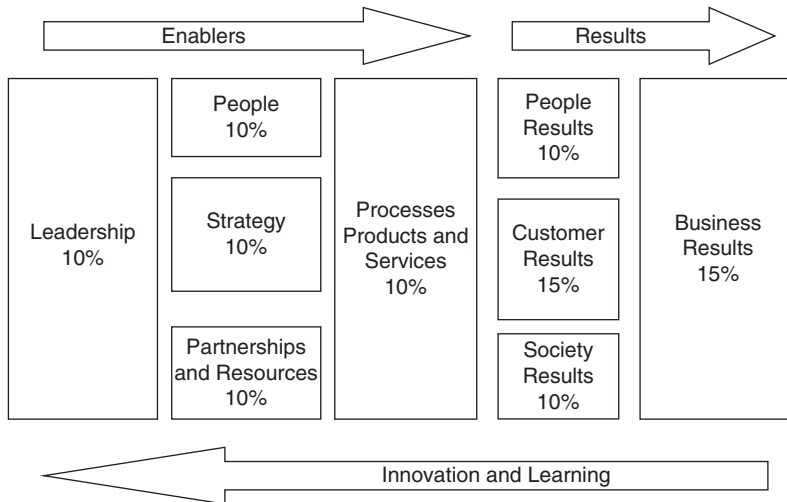 Enablers
Results
Leadership
10%
People
10%
Strategy
10%
Partnerships
and Resources
10%
Processes
Products and
Services
10%
People
Results
10%
Customer
Results
15%
Society
Results
10%
Business
Results
15%
Innovation and Learning